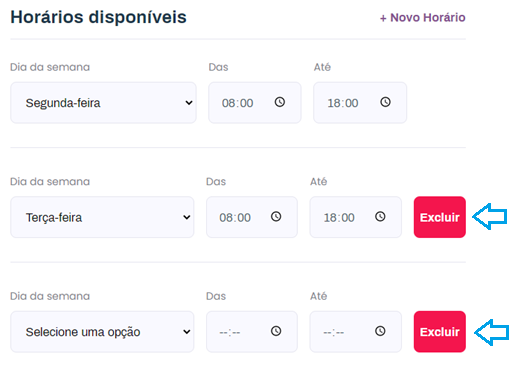 Horários disponíveis + Novo Horário
Dia da semana Das Até
Segunda-feira 08:00 18:00
Dia da semana Das Até
Terça-feira 08:00 18:00 Excluir
Dia da semana Das Até
Selecione uma opção --:-- --:-- Excluir